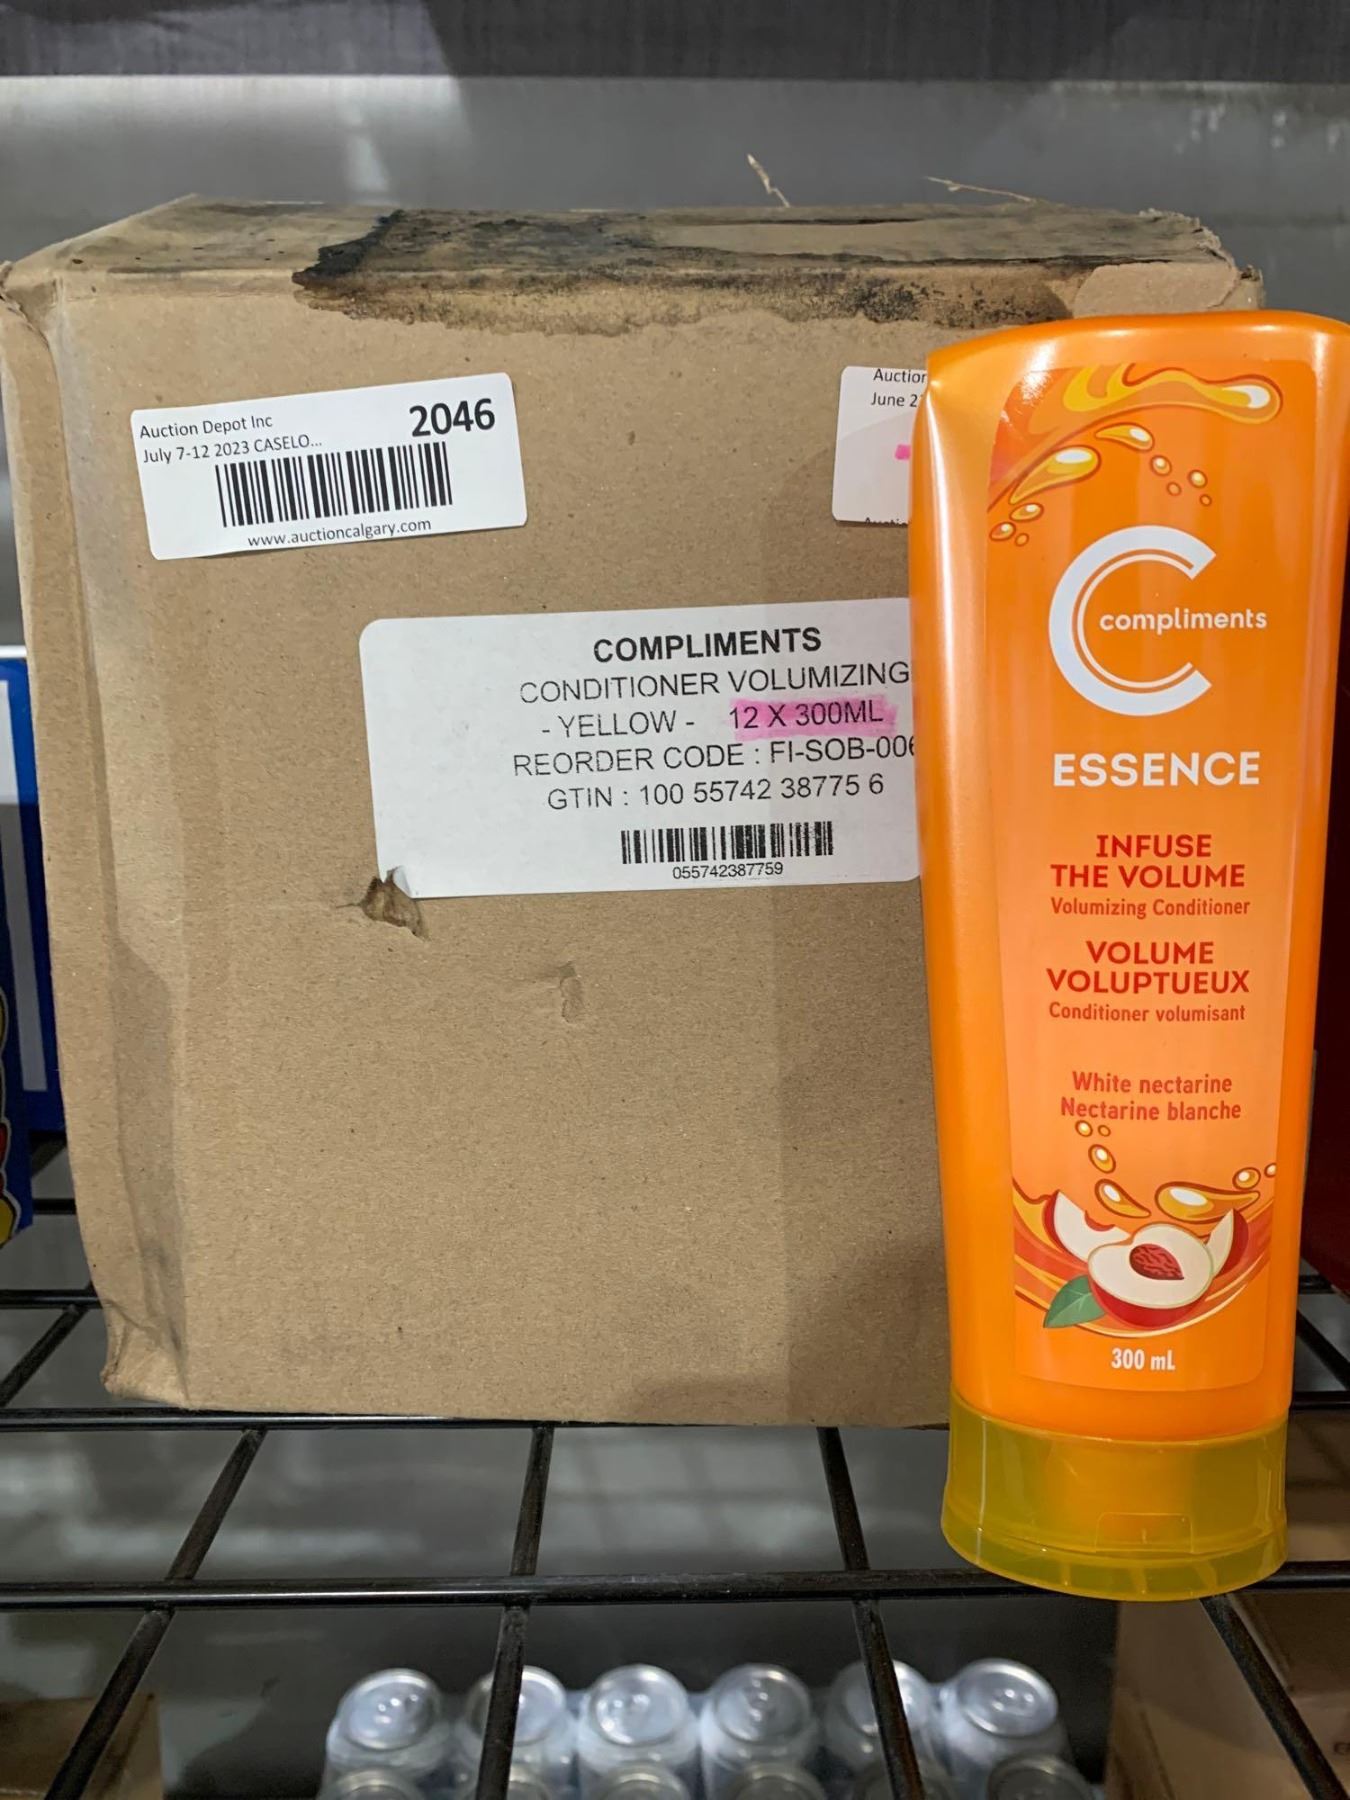 Auction Depot Inc
2046
July 7-12 2023 CASELO...
www.auctioncalgary.com
June
COMPLIMENTS
CONDITIONER VOLUMIZING
- YELLOW - 12 X 300ML
REORDER CODE : FI-SOB-006
GTIN : 100 55742 38775 6
055742387759
compliments
ESSENCE
INFUSE
THE VOLUME
Volumizing Conditioner
VOLUME
VOLUPTUEUX
Conditioner volumisant
White nectarine
Nectarine blanche
300 mL